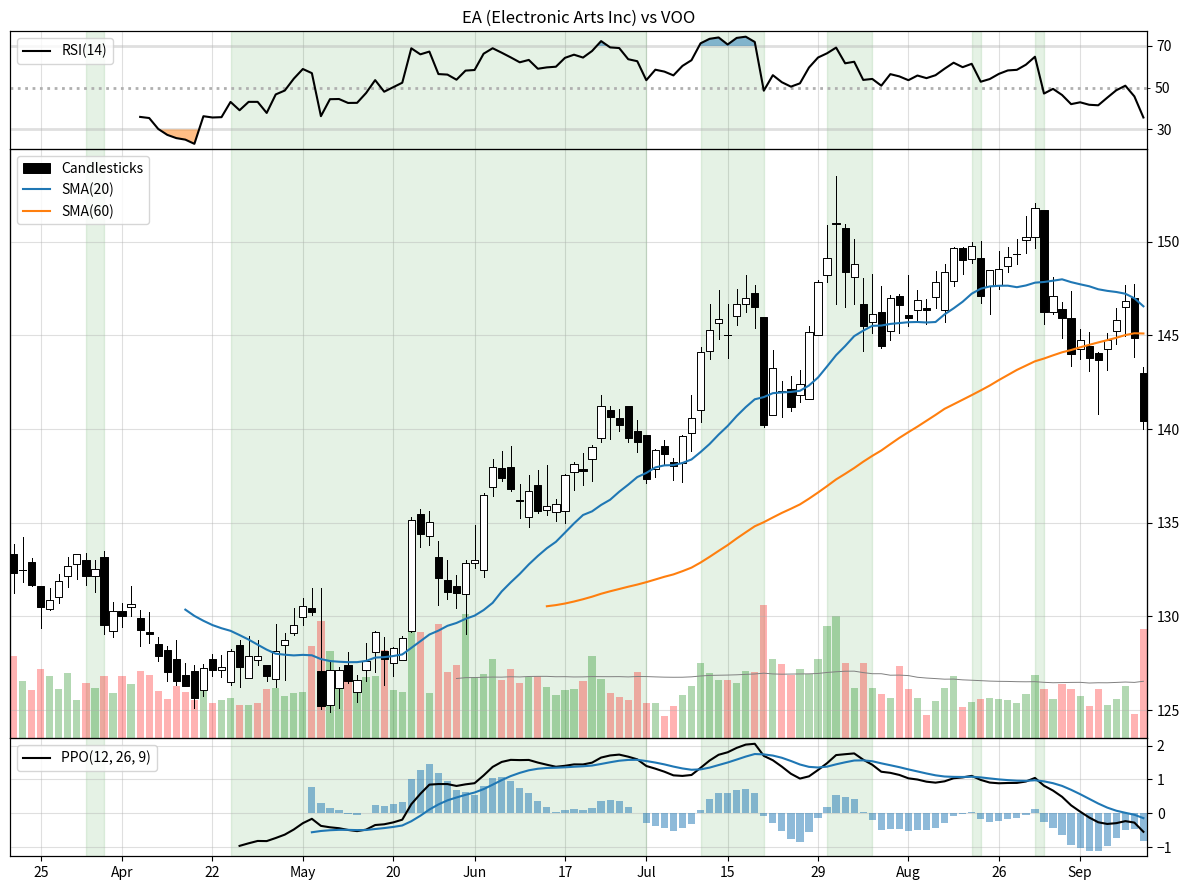 EA (Electronic Arts Inc) vs VOO
RSI(14)
70
50
30
Candlesticks
SMA(20)
SMA(60)
150
145
140
135
130
125
PPO(12, 26, 9)
2
1
0
−1
25 Apr 22 May 20 Jun 17 Jul 15 29 Aug 26 Sep